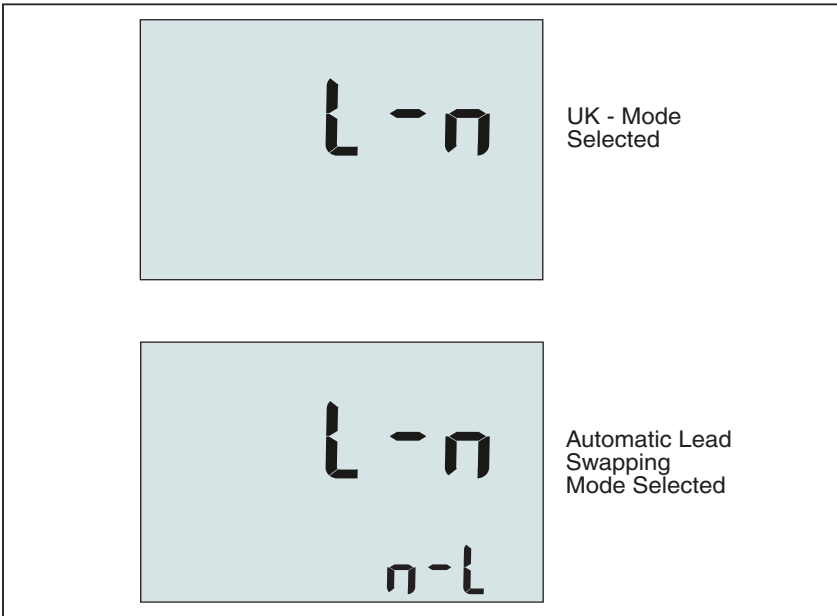 L-n
UK - Mode
Selected
L-n
Automatic Lead
Swapping
Mode Selected
n-L